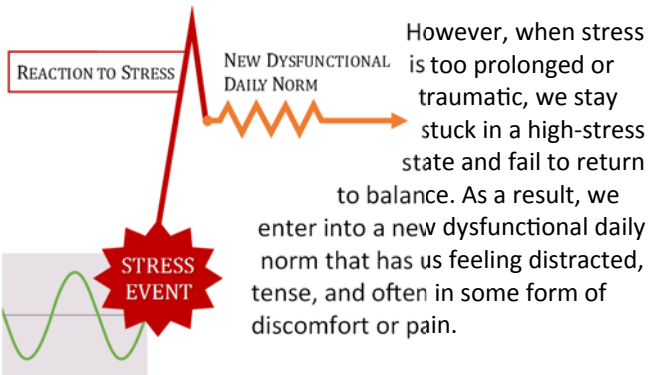 REACTION TO STRESS
NEW DYSFUNCTIONAL
DAILY NORM
STRESS
EVENT
However, when stress
is too prolonged or
traumatic, we stay
stuck in a high-stress
state and fail to return
to balance. As a result, we
enter into a new dysfunctional daily
norm that has us feeling distracted,
tense, and often in some form of
discomfort or pain.